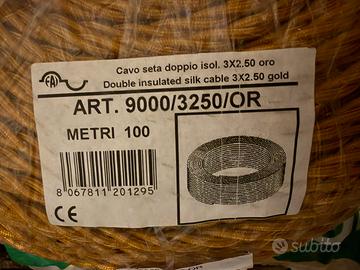 FAI
Cavo seta doppio isol. 3X2.50 oro
Double insulated silk cable 3X2.50 gold
ART. 9000/3250/OR
METRI 100
8 067811 201295
CE
subito